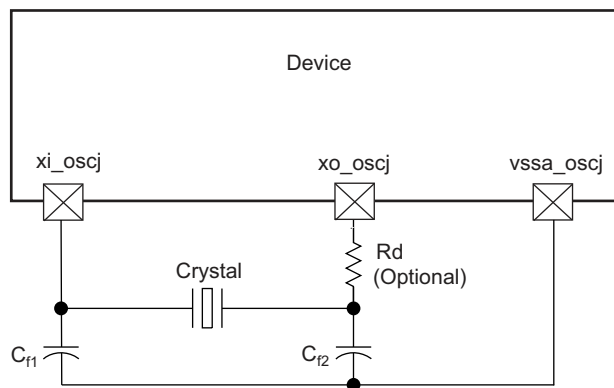 Device
xi_oscj
xo_oscj
vssa_oscj
Rd
(Optional)
Crystal
Cf1
Cf2